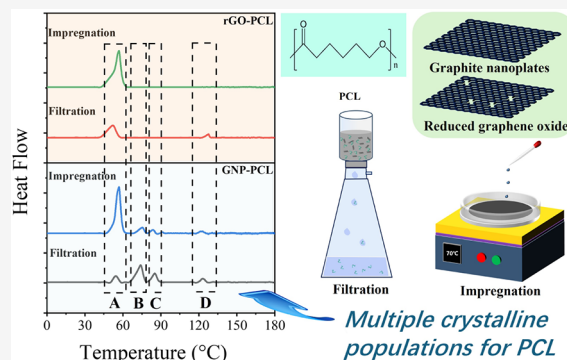 rGO-PCL
Impregnation
Filtration
GNP-PCL
Impregnation
Filtration
A B C D
0 30 60 90 120 150 180
Temperature (°C)
Heat Flow
O
O
n
PCL
Filtration
Graphite nanoplates
Reduced graphene oxide
70℃
Impregnation
Multiple crystalline
populations for PCL